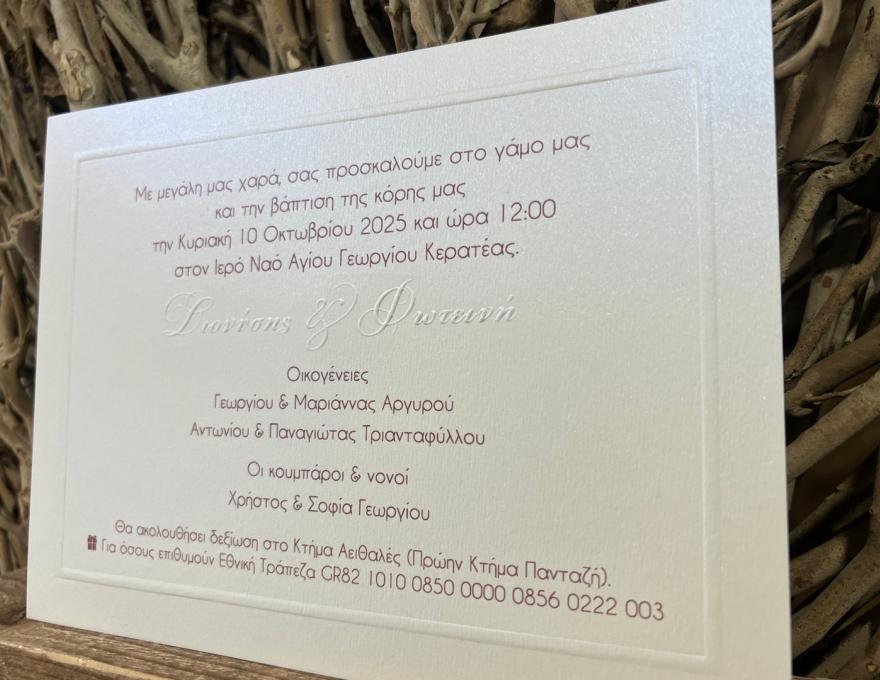 Με μεγάλη μας χαρά, σας προσκαλούμε στο γάμο μας
και την βάπτιση της κόρης μας
την Κυριακή 10 Οκτωβρίου 2025 και ώρα 12:00
στον Ιερό Ναό Αγίου Γεωργίου Κερατέας.
Διονύσης & Φωτεινή
Οικογένειες
Γεωργίου & Μαριάννας Αργυρού
Αντωνίου & Παναγιώτας Τριανταφύλλου
Οι κουμπάροι & νονοί
Χρήστος & Σοφία Γεωργίου
Θα ακολουθήσει δεξίωση στο Κτήμα Αειθαλές (Πρώην Κτήμα Πανταζή).
Για όσους επιθυμούν Εθνική Τράπεζα GR82 1010 0850 0000 0856 0222 003